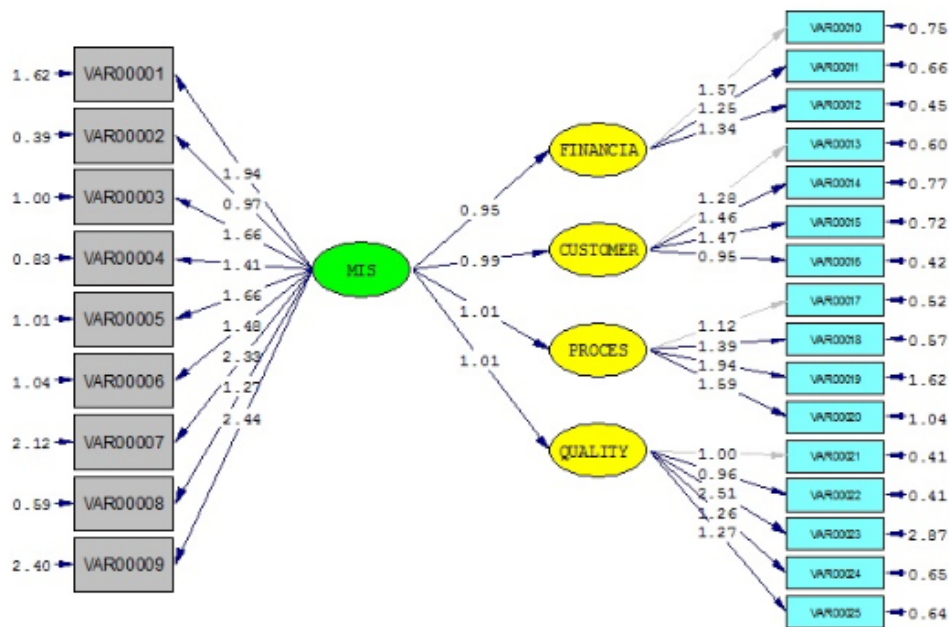 1.62 VAR00001
0.39 VAR00002
1.00 VAR00003
0.83 VAR00004
1.01 VAR00005
1.04 VAR00006
2.12 VAR00007
0.59 VAR00008
2.40 VAR00009
1.94
0.97
1.66
1.41
1.66
1.48
2.33
1.27
2.44
MIS
0.95
0.99
1.01
1.01
FINANCIA
CUSTOMER
PROCES
QUALITY
1.57
1.25
1.34
1.28
1.46
1.47
0.95
1.12
1.39
1.94
1.59
1.00
0.96
2.51
1.26
1.27
VAR00010 0.75
VAR00011 0.66
VAR00012 0.45
VAR00013 0.60
VAR00014 0.77
VAR00015 0.72
VAR00016 0.42
VAR00017 0.52
VAR00018 0.57
VAR00019 1.62
VAR00020 1.04
VAR00021 0.41
VAR00022 0.41
VAR00023 2.87
VAR00024 0.65
VAR00025 0.64